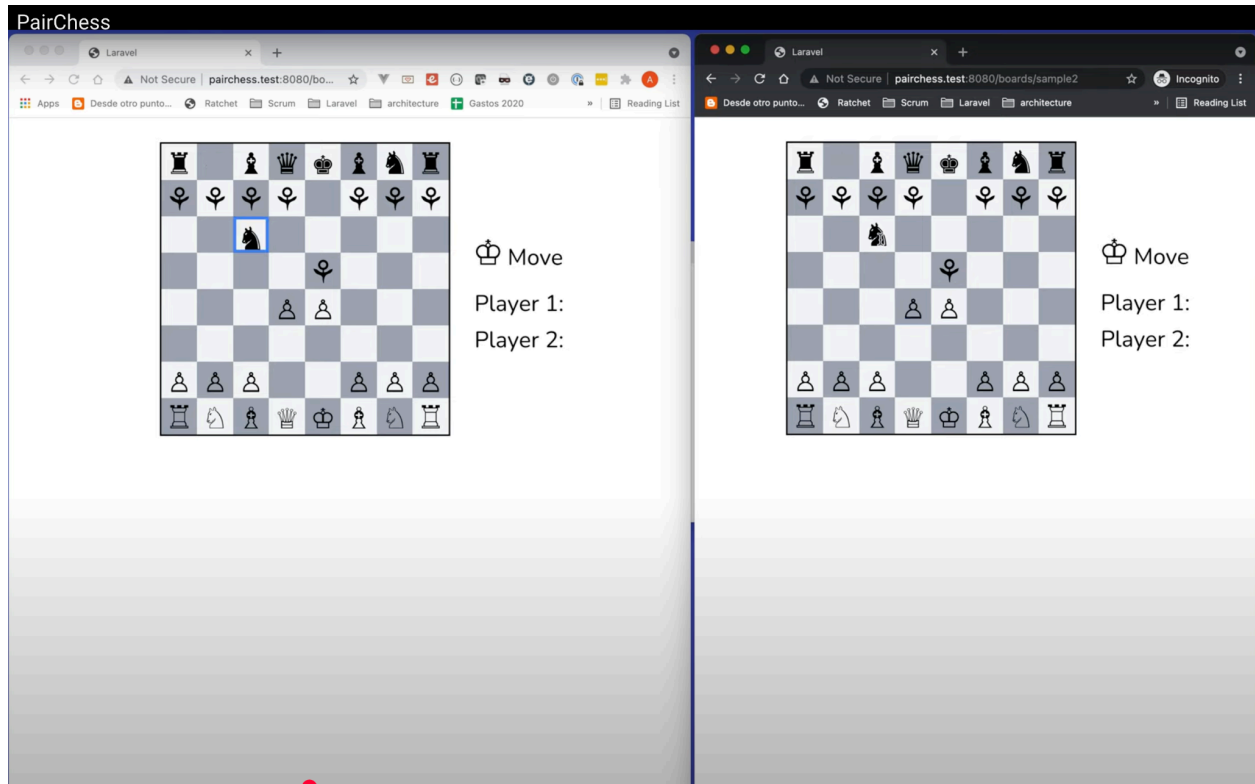 PairChess
Laravel
Not Secure | pairchess.test:8080/bo...
A
Apps Desde otro punto... Ratchet Scrum Laravel architecture Gastos 2020 » Reading List
Move
Player 1:
Player 2:
Laravel
Not Secure | pairchess.test:8080/boards/sample2
Incognito
Desde otro punto... Ratchet Scrum Laravel architecture » Reading List
Move
Player 1:
Player 2: